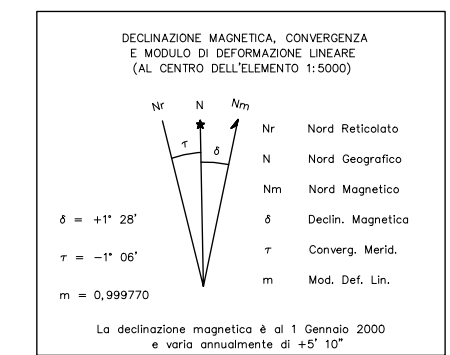 DECLINAZIONE MAGNETICA, CONVERGENZA
E MODULO DI DEFORMAZIONE LINEARE
(AL CENTRO DELL'ELEMENTO 1:5000)
Nr N Nm
τ δ
Nr Nord Reticolato
N Nord Geografico
Nm Nord Magnetico
δ = +1° 28' δ Declin. Magnetica
τ = −1° 06' τ Converg. Merid.
m = 0,999770 m Mod. Def. Lin.
La declinazione magnetica è al 1 Gennaio 2000
e varia annualmente di +5' 10"